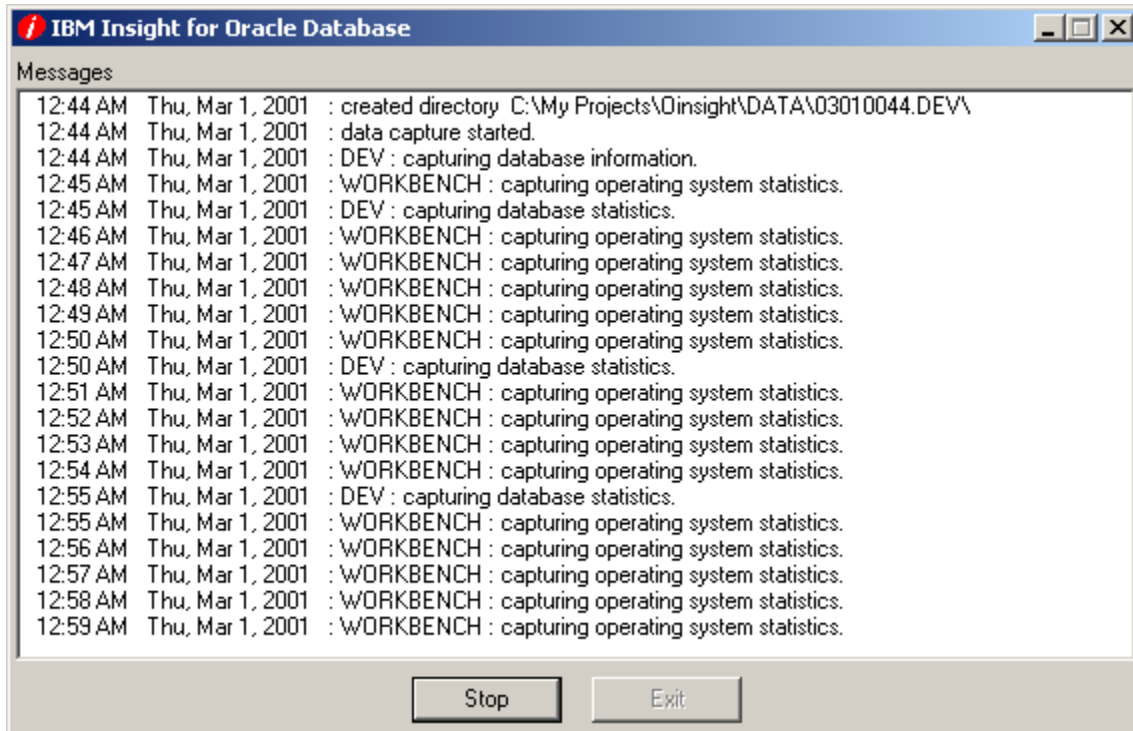 IBM Insight for Oracle Database
Messages
12:44 AM Thu, Mar 1, 2001 : created directory C:\My Projects\Oinsight\DATA\03010044.DEV\
12:44 AM Thu, Mar 1, 2001 : data capture started.
12:44 AM Thu, Mar 1, 2001 : DEV : capturing database information.
12:45 AM Thu, Mar 1, 2001 : WORKBENCH : capturing operating system statistics.
12:45 AM Thu, Mar 1, 2001 : DEV : capturing database statistics.
12:46 AM Thu, Mar 1, 2001 : WORKBENCH : capturing operating system statistics.
12:47 AM Thu, Mar 1, 2001 : WORKBENCH : capturing operating system statistics.
12:48 AM Thu, Mar 1, 2001 : WORKBENCH : capturing operating system statistics.
12:49 AM Thu, Mar 1, 2001 : WORKBENCH : capturing operating system statistics.
12:50 AM Thu, Mar 1, 2001 : WORKBENCH : capturing operating system statistics.
12:50 AM Thu, Mar 1, 2001 : DEV : capturing database statistics.
12:51 AM Thu, Mar 1, 2001 : WORKBENCH : capturing operating system statistics.
12:52 AM Thu, Mar 1, 2001 : WORKBENCH : capturing operating system statistics.
12:53 AM Thu, Mar 1, 2001 : WORKBENCH : capturing operating system statistics.
12:54 AM Thu, Mar 1, 2001 : WORKBENCH : capturing operating system statistics.
12:55 AM Thu, Mar 1, 2001 : DEV : capturing database statistics.
12:55 AM Thu, Mar 1, 2001 : WORKBENCH : capturing operating system statistics.
12:56 AM Thu, Mar 1, 2001 : WORKBENCH : capturing operating system statistics.
12:57 AM Thu, Mar 1, 2001 : WORKBENCH : capturing operating system statistics.
12:58 AM Thu, Mar 1, 2001 : WORKBENCH : capturing operating system statistics.
12:59 AM Thu, Mar 1, 2001 : WORKBENCH : capturing operating system statistics.
Stop Exit